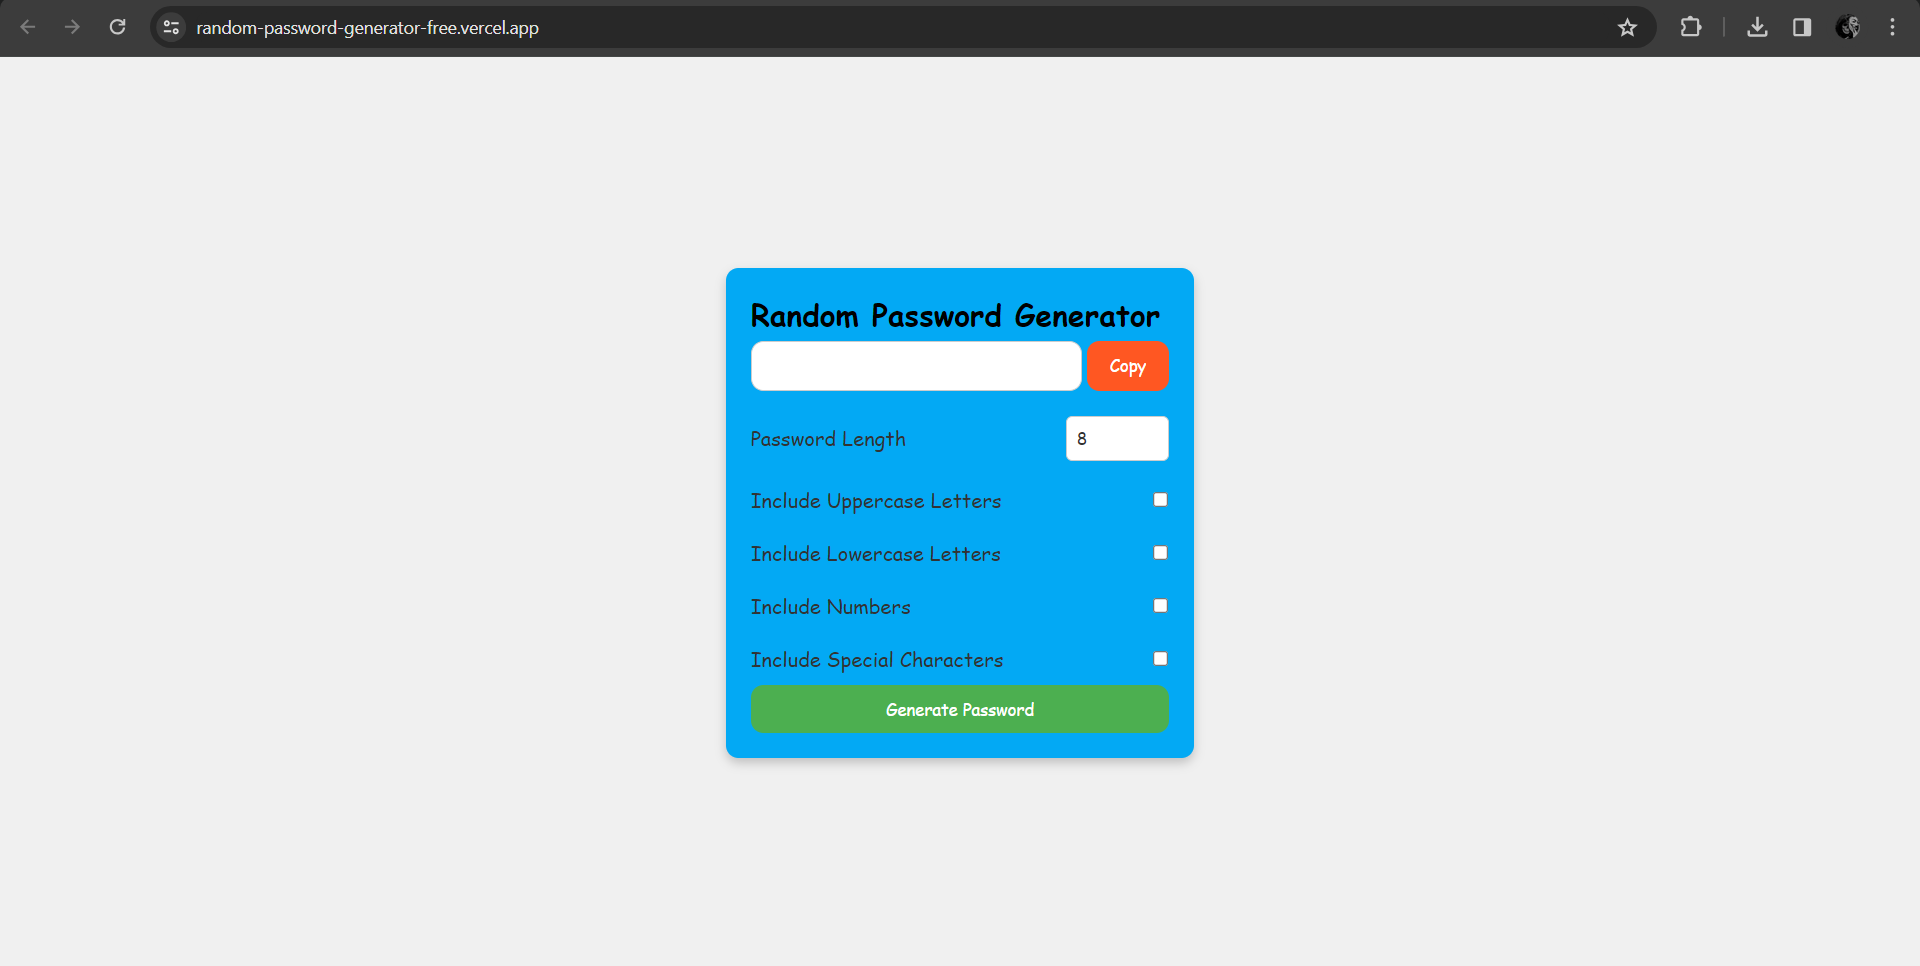 random-password-generator-free.vercel.app
Random Password Generator
Copy
Password Length 8
Include Uppercase Letters
Include Lowercase Letters
Include Numbers
Include Special Characters
Generate Password